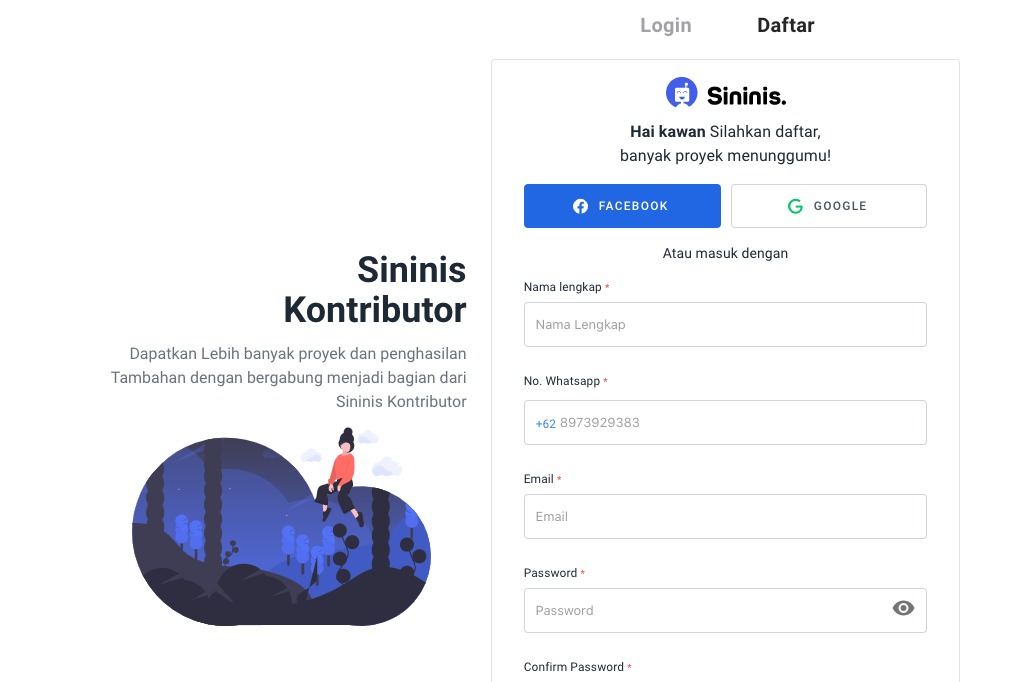 Login
Daftar
Sininis.
Hai kawan Silahkan daftar,
banyak proyek menunggumu!
FACEBOOK
GOOGLE
Atau masuk dengan
Sininis
Kontributor
Dapatkan Lebih banyak proyek dan penghasilan
Tambahan dengan bergabung menjadi bagian dari
Sininis Kontributor
Nama lengkap *
Nama Lengkap
No. Whatsapp *
+62 8973929383
Email *
Email
Password *
Password
Confirm Password *